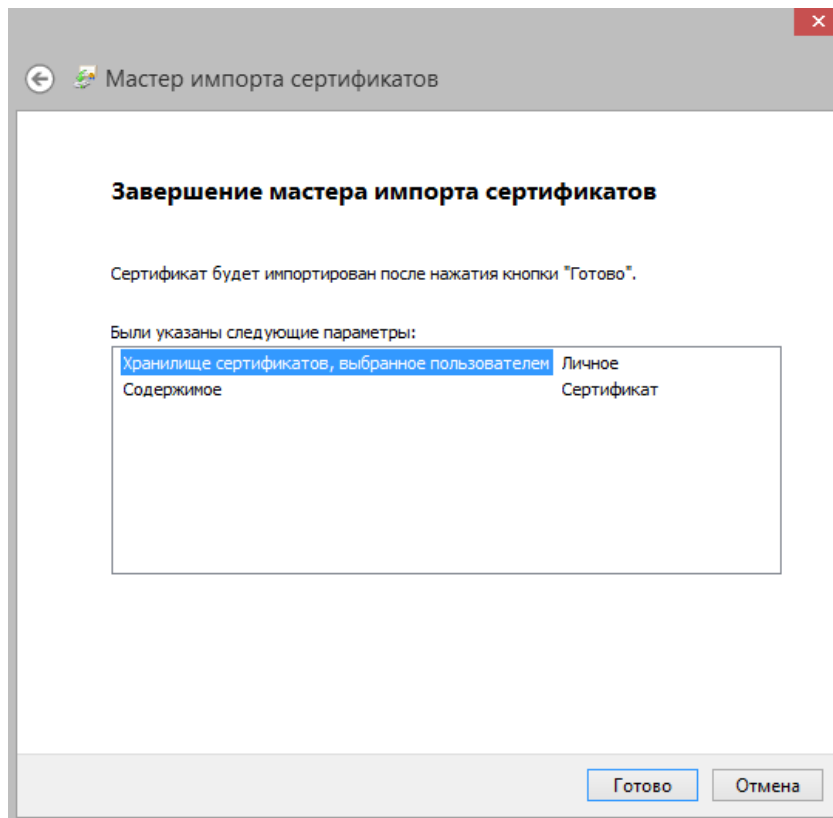 Мастер импорта сертификатов
Завершение мастера импорта сертификатов
Сертификат будет импортирован после нажатия кнопки "Готово".
Были указаны следующие параметры:
Хранилище сертификатов, выбранное пользователем Личное
Содержимое Сертификат
Готово Отмена